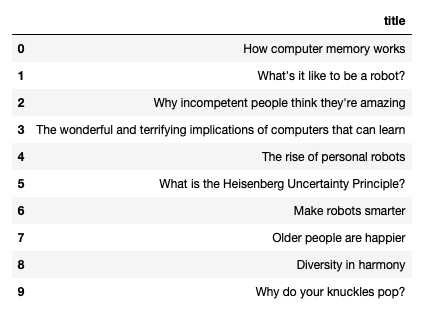 title
0 How computer memory works
1 What's it like to be a robot?
2 Why incompetent people think they're amazing
3 The wonderful and terrifying implications of computers that can learn
4 The rise of personal robots
5 What is the Heisenberg Uncertainty Principle?
6 Make robots smarter
7 Older people are happier
8 Diversity in harmony
9 Why do your knuckles pop?